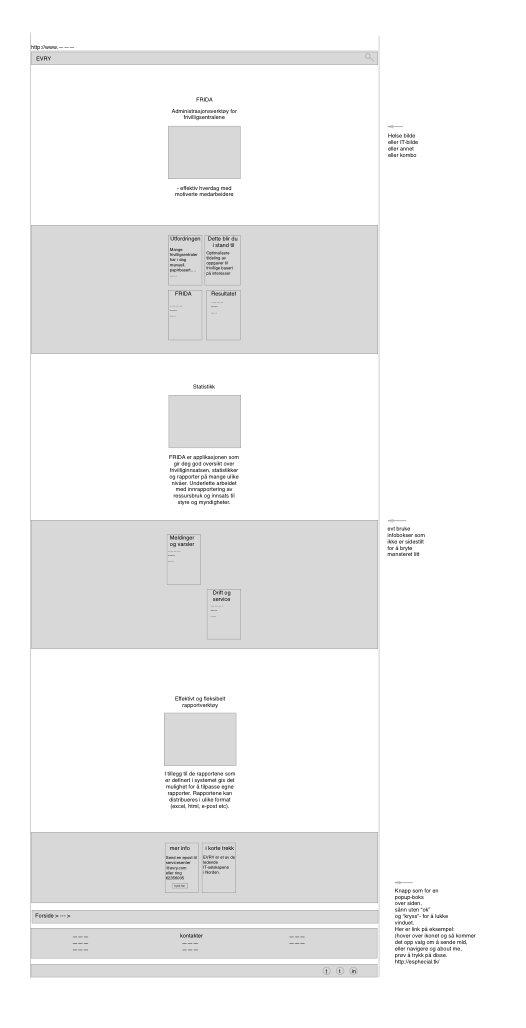 http://www.─ ─ ─
EVRY
FRIDA
Administrasjonsverktøy for
frivilligsentralene
Helse bilde
eller IT-bilde
eller annet
eller kombo
- effektiv hverdag med
motiverte medarbeidere
Utfordringen
Mange
frivilligsentraler
har i dag
manuell,
papirbasert,...
Dette blir du
i stand til
Optimalisere
tildeling av
oppgaver til
frivillige basert
på interesser
FRIDA
Resultatet
Statistikk
FRIDA er applikasjonen som
gir deg god oversikt over
frivilliginnsatsen, statistikker
og rapporter på mange ulike
nivåer. Underlette arbeidet
med innrapportering av
ressursbruk og innsats til
styre og myndigheter.
evt bruke
infobokser som
ikke er sidestilt
for å bryte
mønsteret litt
Meldinger
og varsler
Drift og
service
Effektivt og fleksibelt
rapportverktøy
I tillegg til de rapportene som
er definert i systemet gis det
mulighet for å tilpasse egne
rapporter. Rapportene kan
distribueres i ulike format
(excel, html, e-post etc).
mer info
Send en epost til
servicesenter
@evry.com
eller ring
i korte trekk
EVRY er et av de
ledende
IT-selskapene
i Norden.
Knapp som for en
popup-boks
over siden,
sånn uten "ok"
og "kryss"- for å lukke
vinduet.
Her er link på eksempel:
(hover over ikonet og så kommer
det opp valg om å sende mld,
eller navigere og about me,
prøv å trykk på disse.
http://esphecial.tk/
Forside > --- >
kontakter
t t in